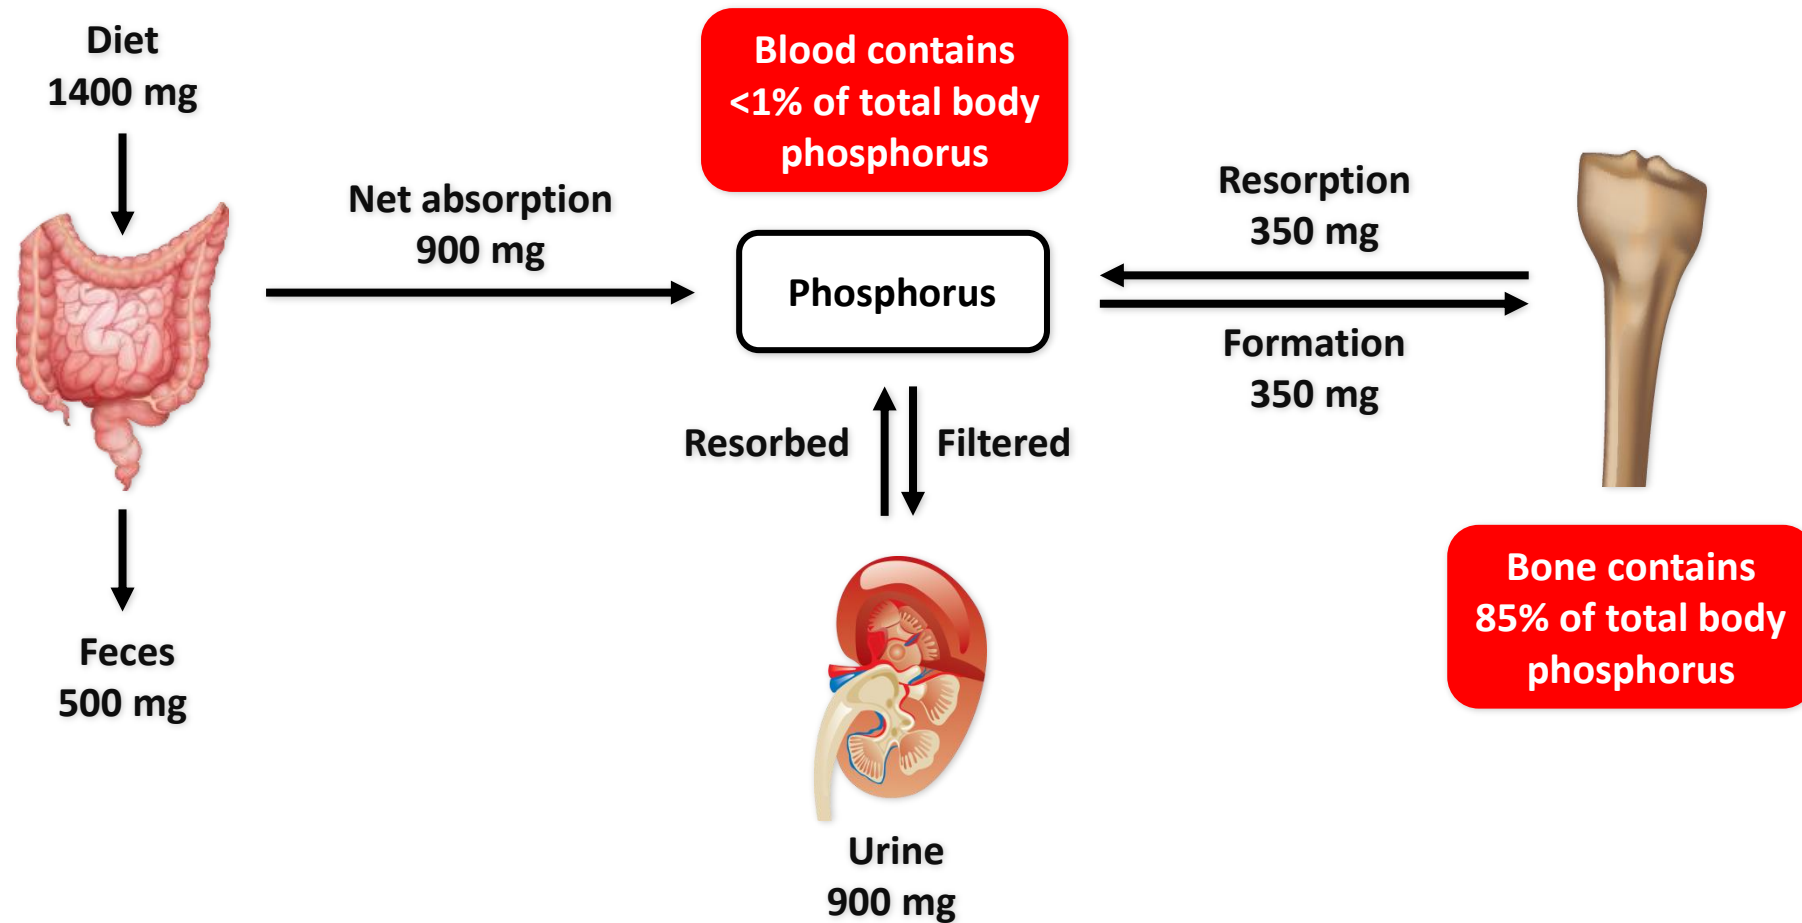 Diet
1400 mg
Blood contains
<1% of total body
phosphorus
Net absorption
900 mg
Phosphorus
Resorption
350 mg
Formation
350 mg
Resorbed
Filtered
Feces
500 mg
Bone contains
85% of total body
phosphorus
Urine
900 mg